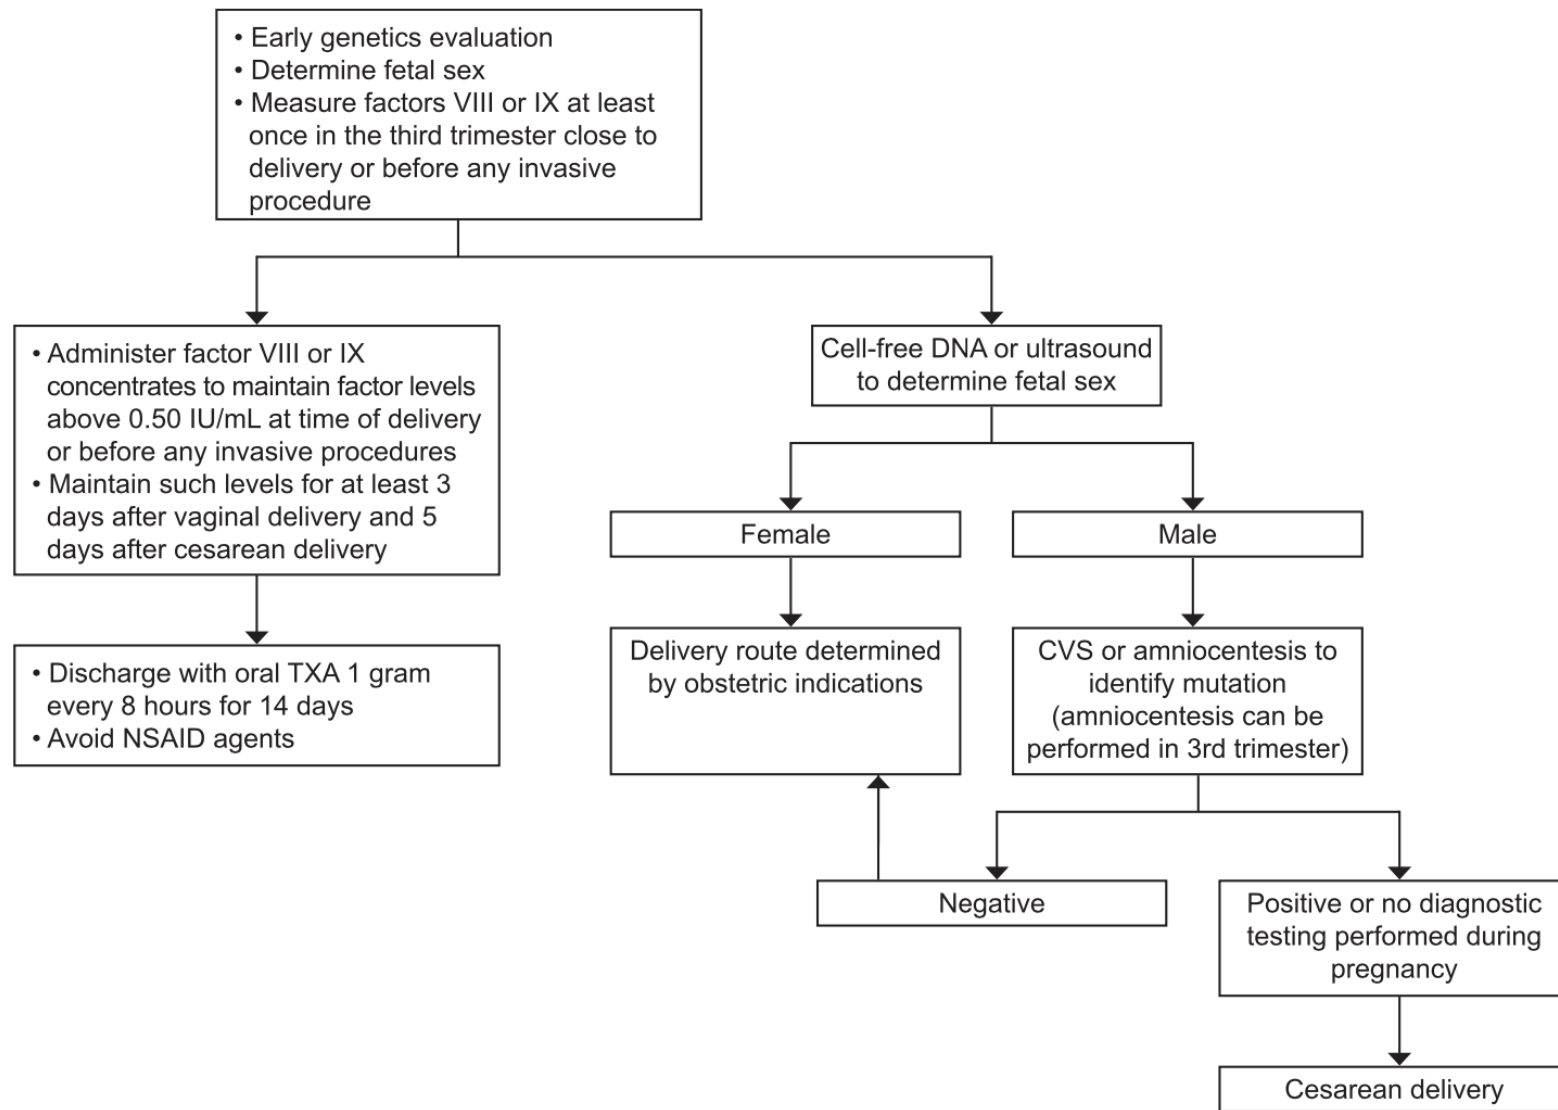 • Early genetics evaluation
• Determine fetal sex
• Measure factors VIII or IX at least
once in the third trimester close to
delivery or before any invasive
procedure
• Administer factor VIII or IX
concentrates to maintain factor levels
above 0.50 IU/mL at time of delivery
or before any invasive procedures
• Maintain such levels for at least 3
days after vaginal delivery and 5
days after cesarean delivery
• Discharge with oral TXA 1 gram
every 8 hours for 14 days
• Avoid NSAID agents
Cell-free DNA or ultrasound
to determine fetal sex
Female
Male
Delivery route determined
by obstetric indications
CVS or amniocentesis to
identify mutation
(amniocentesis can be
performed in 3rd trimester)
Negative
Positive or no diagnostic
testing performed during
pregnancy
Cesarean delivery